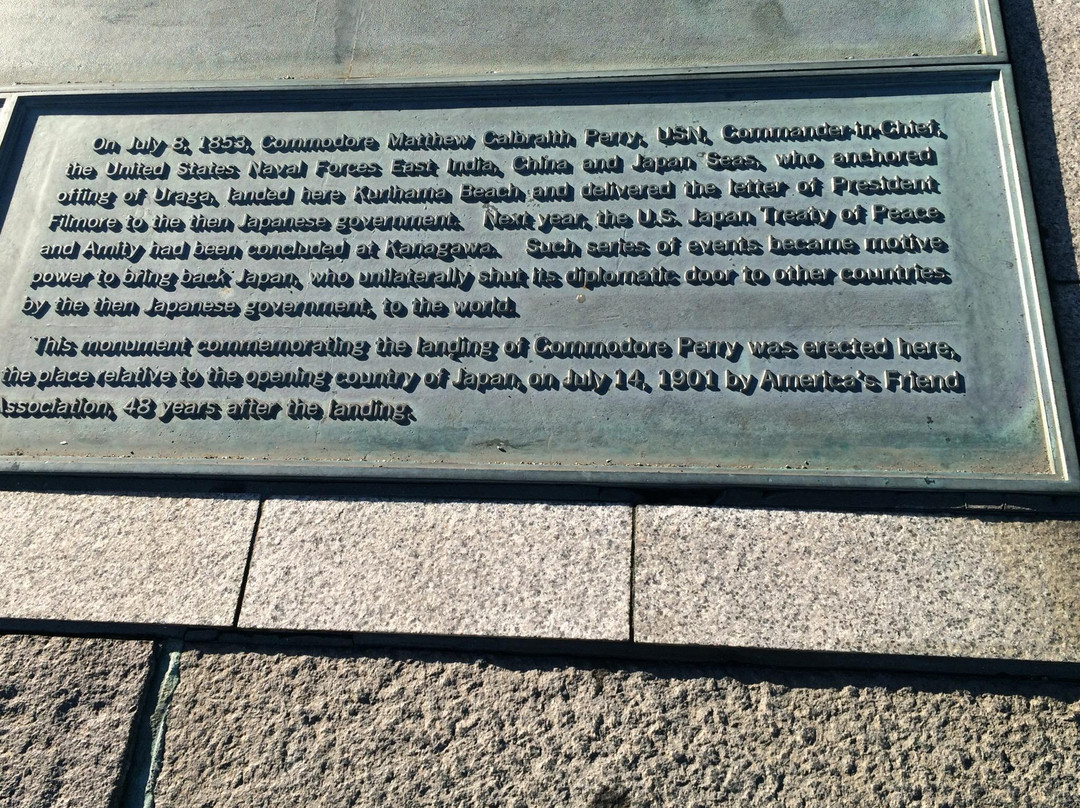 On July 8, 1853, Commodore Matthew Calbraith Perry, USN, Commander-in-Chief,
the United States Naval Forces East India, China and Japan Seas, who anchored
offing of Uraga, landed here Kurihama Beach and delivered the letter of President
Filmore to the then Japanese government. Next year, the U.S. Japan Treaty of Peace
and Amity had been concluded at Kanagawa. Such series of events became motive
power to bring back Japan, who unilaterally shut its diplomatic door to other countries
by the then Japanese government, to the world.
This monument commemorating the landing of Commodore Perry was erected here,
the place relative to the opening country of Japan, on July 14, 1901 by America's Friend
Association, 48 years after the landing.